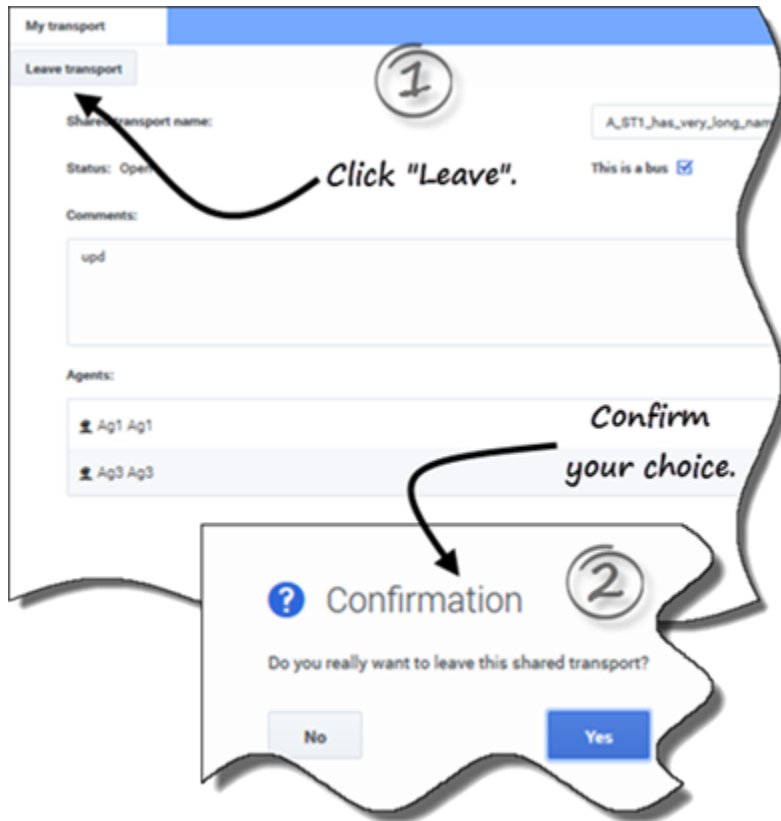 My transport
Leave transport
1
Shared transport name:
A_ST1_has_very_long_nam
Status: Open
Click "Leave".
This is a bus
Comments:
upd
Agents:
Ag1 Ag1
Ag3 Ag3
Confirm
your choice.
2
? Confirmation
Do you really want to leave this shared transport?
No
Yes